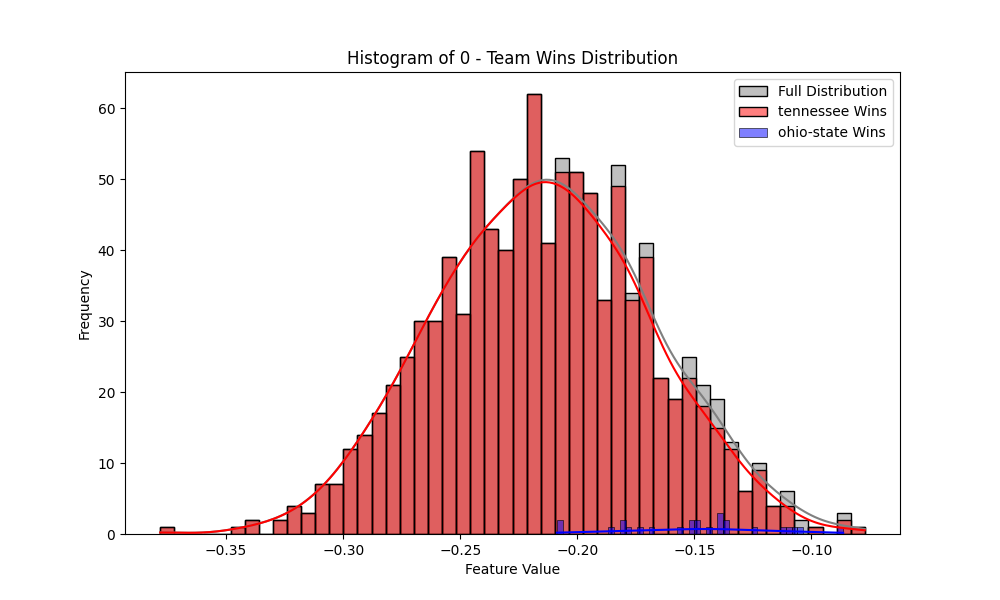 Histogram of 0 - Team Wins Distribution
Full Distribution
tennessee Wins
ohio-state Wins
Frequency
60
50
40
30
20
10
0
−0.35 −0.30 −0.25 −0.20 −0.15 −0.10
Feature Value